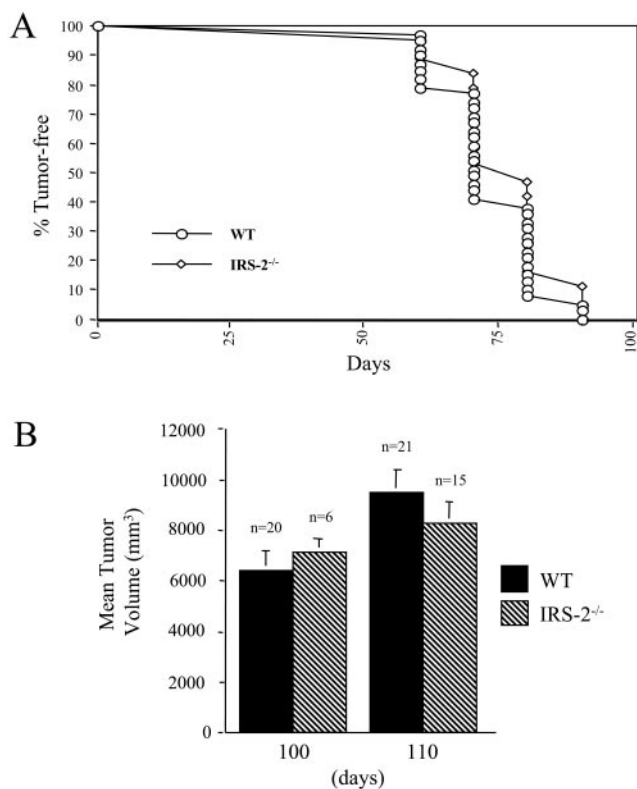 A
100
90
80
70
60
50
40
30
20
10
0
% Tumor-free
WT
IRS-2-/-
0
25
50
75
100
Days
B
12000
10000
8000
6000
4000
2000
0
Mean Tumor
Volume (mm³)
n=20
n=6
n=21
n=15
WT
IRS-2-/-
100
110
(days)